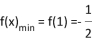 f(x)min = f(1) = - 1/2